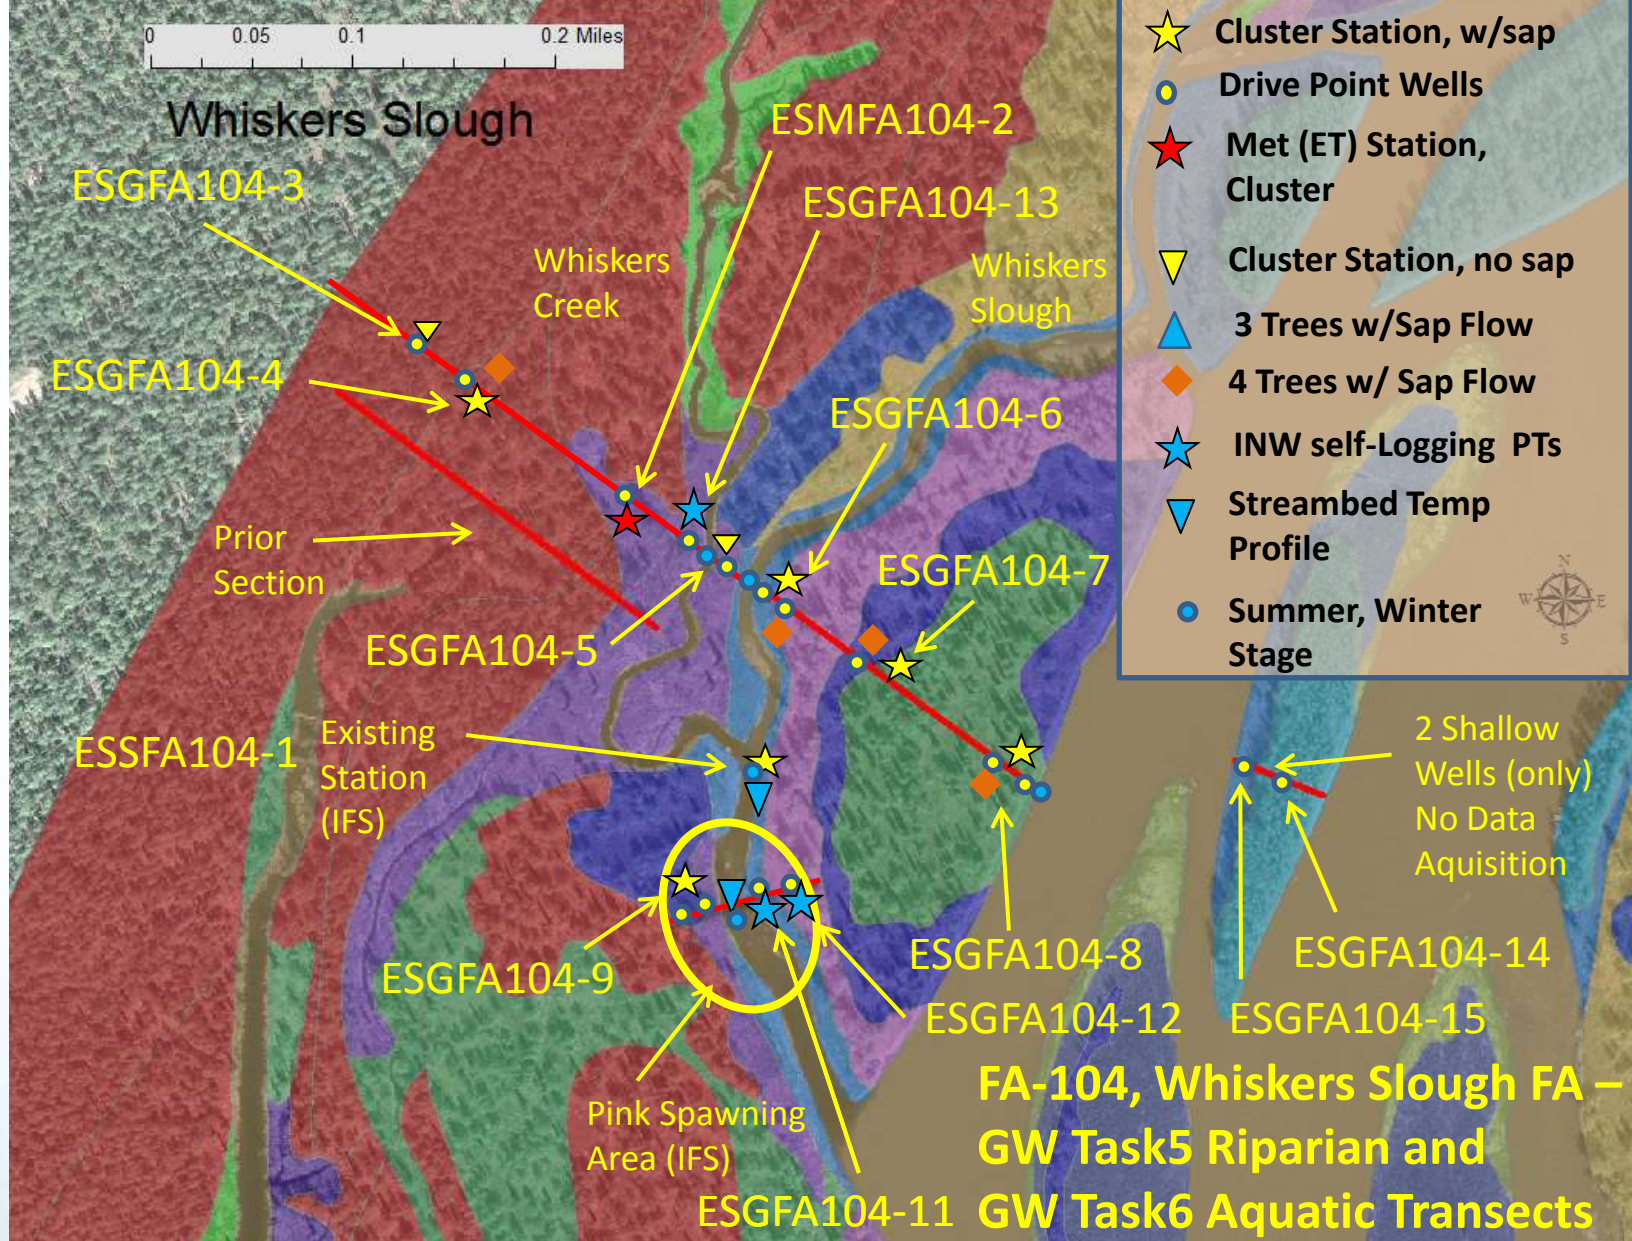 0 0.05 0.1 0.2 Miles
Whiskers Slough
ESGFA104-3
ESMFA104-2
ESGFA104-13
Whiskers
Creek
Whiskers
Slough
ESGFA104-4
ESGFA104-6
Prior
Section
ESGFA104-7
ESGFA104-5
ESSFA104-1
Existing
Station
(IFS)
2 Shallow
Wells (only)
No Data
Aquisition
ESGFA104-9
ESGFA104-8
ESGFA104-14
ESGFA104-12
ESGFA104-15
Pink Spawning
Area (IFS)
ESGFA104-11
Cluster Station, w/sap
Drive Point Wells
Met (ET) Station,
Cluster
Cluster Station, no sap
3 Trees w/Sap Flow
4 Trees w/ Sap Flow
INW self-Logging PTs
Streambed Temp
Profile
Summer, Winter
Stage
N
W E
S
FA-104, Whiskers Slough FA –
GW Task5 Riparian and
GW Task6 Aquatic Transects